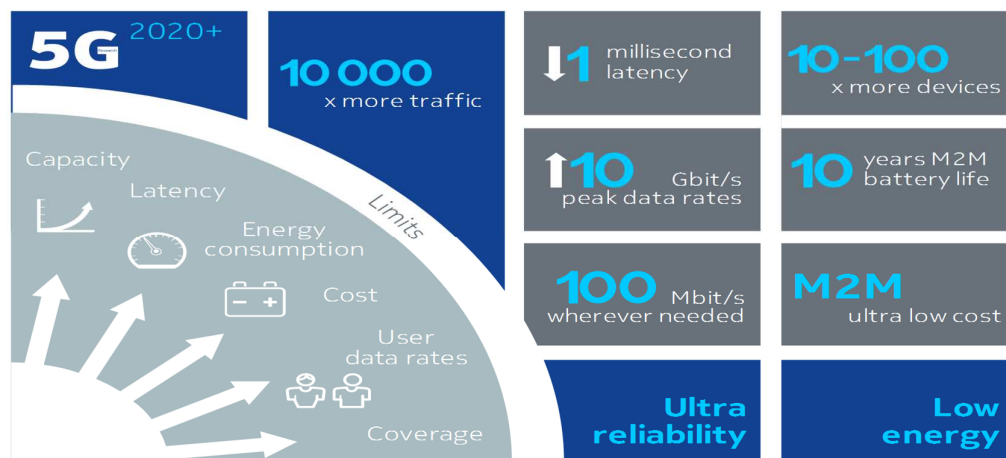 5G 2020+
10 000
x more traffic
Capacity
Latency
Energy
consumption
Cost
User
data rates
Coverage
Limits
1 millisecond
latency
10 Gbit/s
peak data rates
100 Mbit/s
wherever needed
Ultra
reliability
10-100
x more devices
10 years M2M
battery life
M2M
ultra low cost
Low
energy